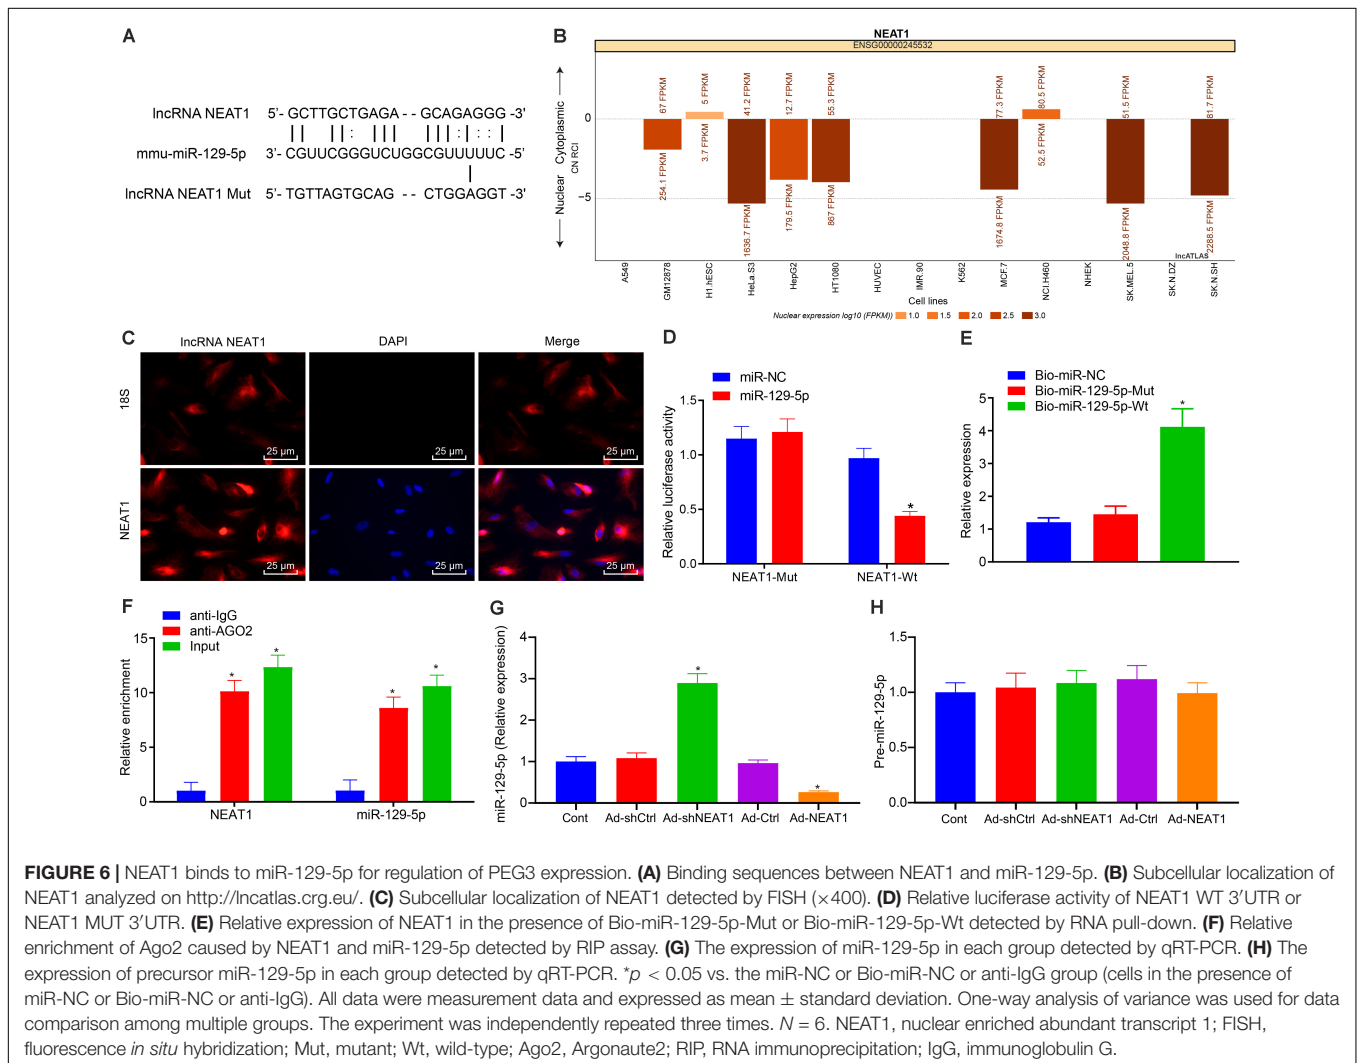 A
lncRNA NEAT1 5'- GCTTGCTGAGA - - GCAGAGGG -3'
mmu-miR-129-5p 3'- CGUUCGGGUCUGGCGUUUUUC -5'
lncRNA NEAT1 Mut 5'- TGTTAGTGCAG - - CTGGAGGT -3'
B
NEAT1
ENSG00000245532
Nuclear Cytoplasmic
CN RCI
0
−5
67 FPKM
5 FPKM
41.2 FPKM
12.7 FPKM
55.3 FPKM
77.3 FPKM
80.5 FPKM
51.5 FPKM
81.7 FPKM
254.1 FPKM
3.7 FPKM
1636.7 FPKM
179.5 FPKM
867 FPKM
1674.8 FPKM
52.5 FPKM
2048.8 FPKM
2288.5 FPKM
lncATLAS
A549
GM12878
H1.hESC
HeLa.S3
HepG2
HT1080
HUVEC
IMR.90
K562
MCF.7
NCI.H460
NHEK
SK.MEL.5
SK.N.DZ
SK.N.SH
Cell lines
Nuclear expression log10 (FPKM)) 1.0 1.5 2.0 2.5 3.0
C
lncRNA NEAT1 DAPI Merge
18S
25 µm 25 µm 25 µm
NEAT1
25 µm 25 µm 25 µm
D
miR-NC
miR-129-5p
Relative luciferase activity
1.5
1.0
0.5
0.0
*
NEAT1-Mut NEAT1-Wt
E
Bio-miR-NC
Bio-miR-129-5p-Mut
Bio-miR-129-5p-Wt
Relative expression
5
4
3
2
1
0
*
F
anti-IgG
anti-AGO2
Input
Relative enrichment
15
10
5
0
* * * *
NEAT1 miR-129-5p
G
miR-129-5p (Relative expression)
4
3
2
1
0
* *
Cont Ad-shCtrl Ad-shNEAT1 Ad-Ctrl Ad-NEAT1
H
Pre-miR-129-5p
1.5
1.0
0.5
0.0
Cont Ad-shCtrl Ad-shNEAT1 Ad-Ctrl Ad-NEAT1
FIGURE 6 | NEAT1 binds to miR-129-5p for regulation of PEG3 expression. (A) Binding sequences between NEAT1 and miR-129-5p. (B) Subcellular localization of
NEAT1 analyzed on http://lncatlas.crg.eu/. (C) Subcellular localization of NEAT1 detected by FISH (×400). (D) Relative luciferase activity of NEAT1 WT 3′UTR or
NEAT1 MUT 3′UTR. (E) Relative expression of NEAT1 in the presence of Bio-miR-129-5p-Mut or Bio-miR-129-5p-Wt detected by RNA pull-down. (F) Relative
enrichment of Ago2 caused by NEAT1 and miR-129-5p detected by RIP assay. (G) The expression of miR-129-5p in each group detected by qRT-PCR. (H) The
expression of precursor miR-129-5p in each group detected by qRT-PCR. *p < 0.05 vs. the miR-NC or Bio-miR-NC or anti-IgG group (cells in the presence of
miR-NC or Bio-miR-NC or anti-IgG). All data were measurement data and expressed as mean ± standard deviation. One-way analysis of variance was used for data
comparison among multiple groups. The experiment was independently repeated three times. N = 6. NEAT1, nuclear enriched abundant transcript 1; FISH,
fluorescence in situ hybridization; Mut, mutant; Wt, wild-type; Ago2, Argonaute2; RIP, RNA immunoprecipitation; IgG, immunoglobulin G.